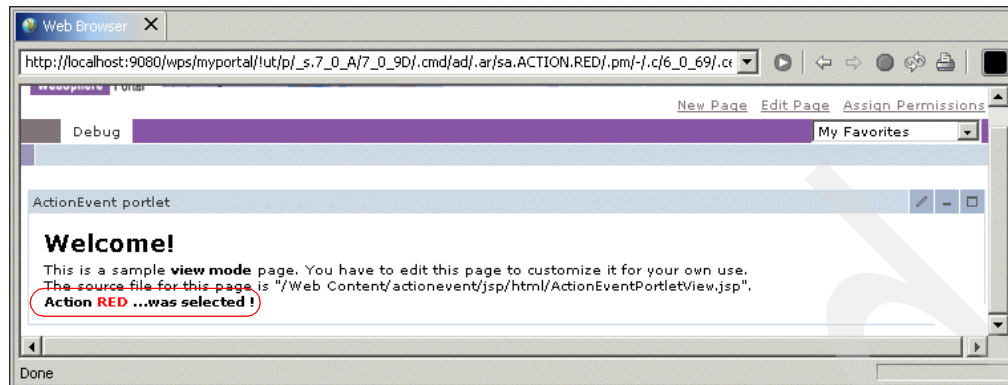 Web Browser
http://localhost:9080/wps/myportal/!ut/p/_s.7_0_A/7_0_9D/.cmd/ad/.ar/sa.ACTION.RED/.pm/-/.c/6_0_69/.ce
WebSphere Portal
New Page Edit Page Assign Permissions
Debug
My Favorites
ActionEvent portlet
Welcome!
This is a sample view mode page. You have to edit this page to customize it for your own use.
The source file for this page is "/Web Content/actionevent/jsp/html/ActionEventPortletView.jsp".
Action RED ...was selected !
Done